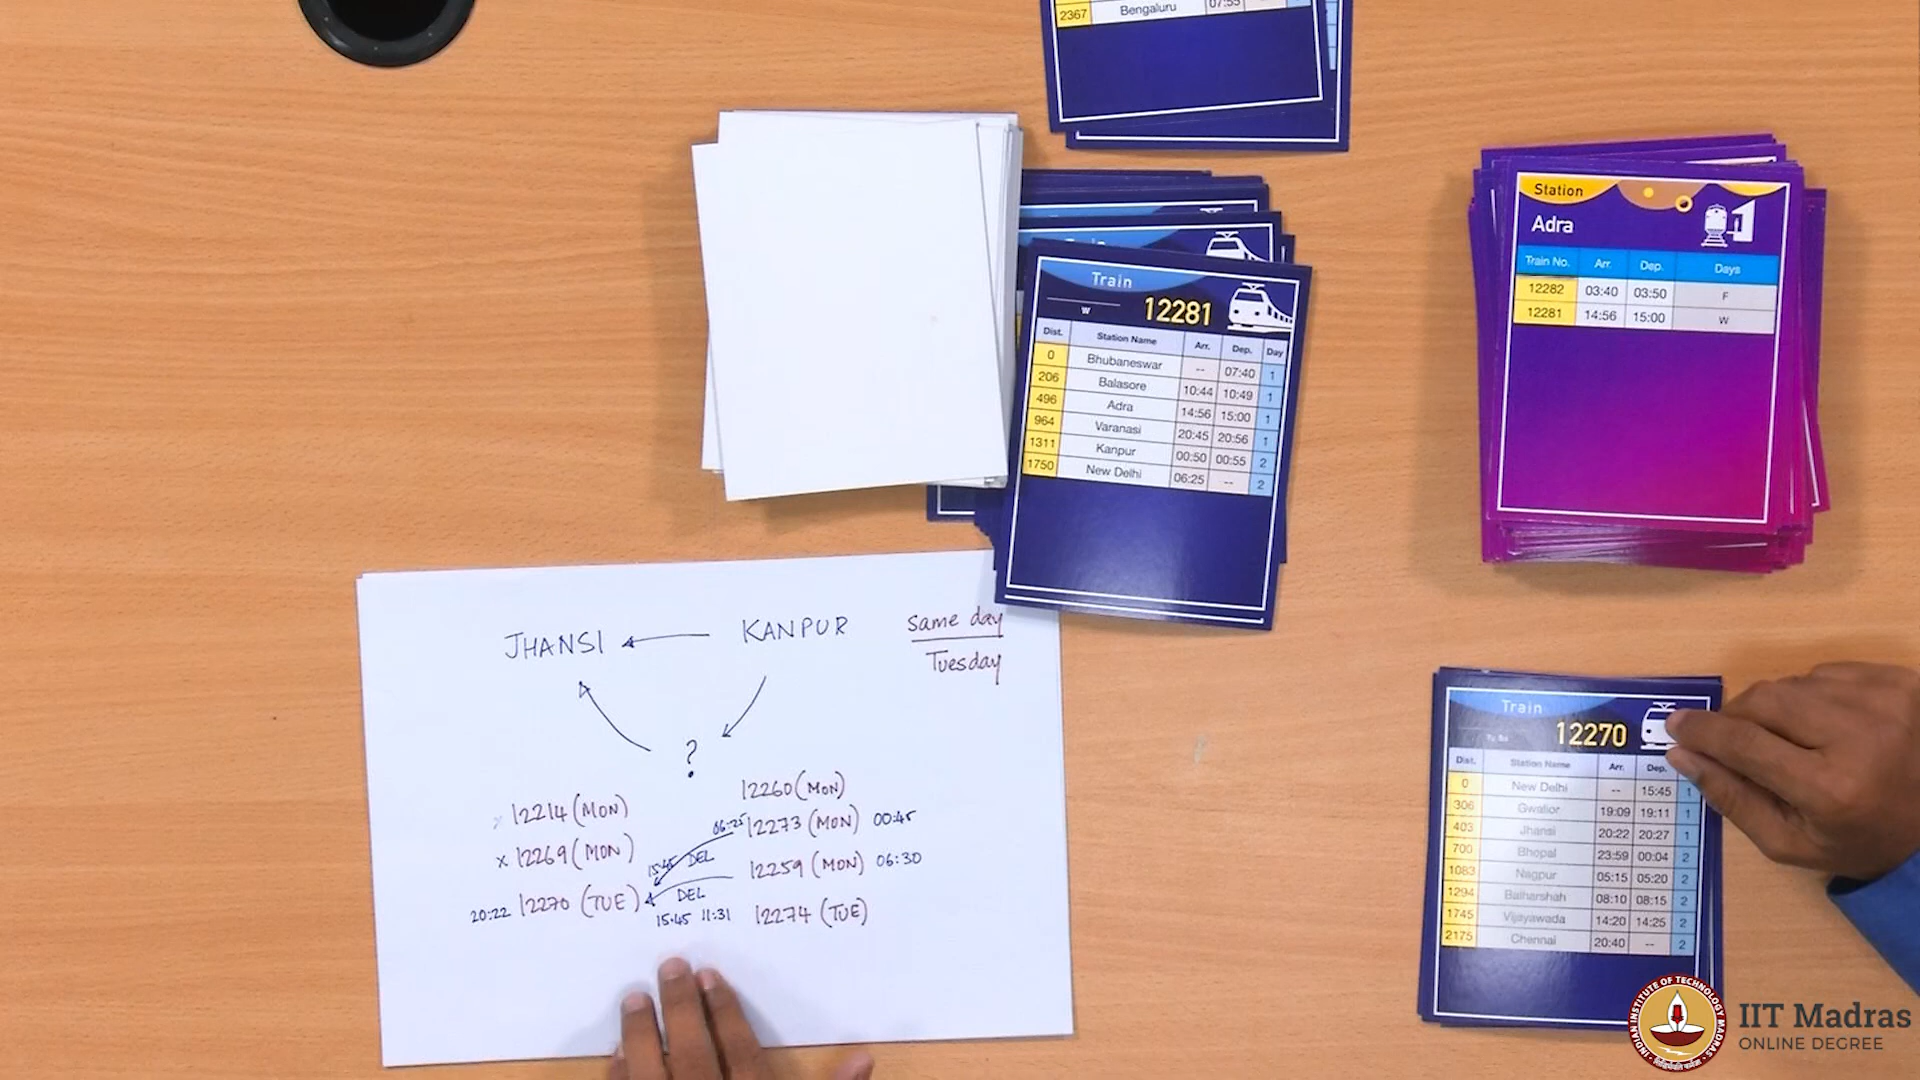 2367 Bengaluru 07:55
Train
W 12281
Dist. Station Name Arr. Dep. Day
0 Bhubaneswar -- 07:40 1
206 Balasore 10:44 10:49 1
496 Adra 14:56 15:00 1
964 Varanasi 20:45 20:56 1
1311 Kanpur 00:50 00:55 2
1750 New Delhi 06:25 -- 2
Station
Adra
Train No. Arr. Dep. Days
12282 03:40 03:50 F
12281 14:56 15:00 W
JHANSI KANPUR same day
Tuesday
?
12260 (MON)
x 12214 (MON) 06:25 12273 (MON) 00:45
x 12269 (MON) 15:45 DEL 12259 (MON) 06:30
20:22 12270 (TUE) DEL
15:45 11:31 12274 (TUE)
Train
Tu, Sa 12270
Dist. Station Name Arr. Dep.
0 New Delhi -- 15:45 1
306 Gwalior 19:09 19:11 1
403 Jhansi 20:22 20:27 1
700 Bhopal 23:59 00:04 2
1083 Nagpur 05:15 05:20 2
1294 Balharshah 08:10 08:15 2
1745 Vijayawada 14:20 14:25 2
2175 Chennai 20:40 -- 2
INDIAN INSTITUTE OF TECHNOLOGY MADRAS
IIT Madras
ONLINE DEGREE